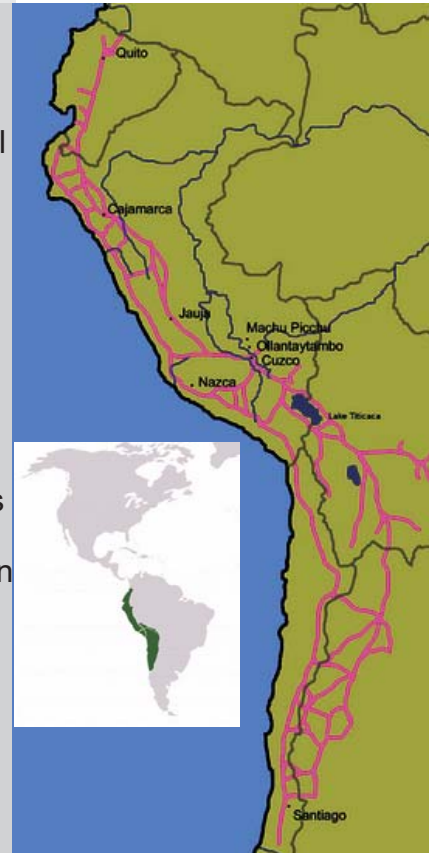 Quito
l
Cajamarca
Jauja
Machu Picchu
Ollantaytambo
Cuzco
Nazca
Lake Titicaca
s
n
Santiago